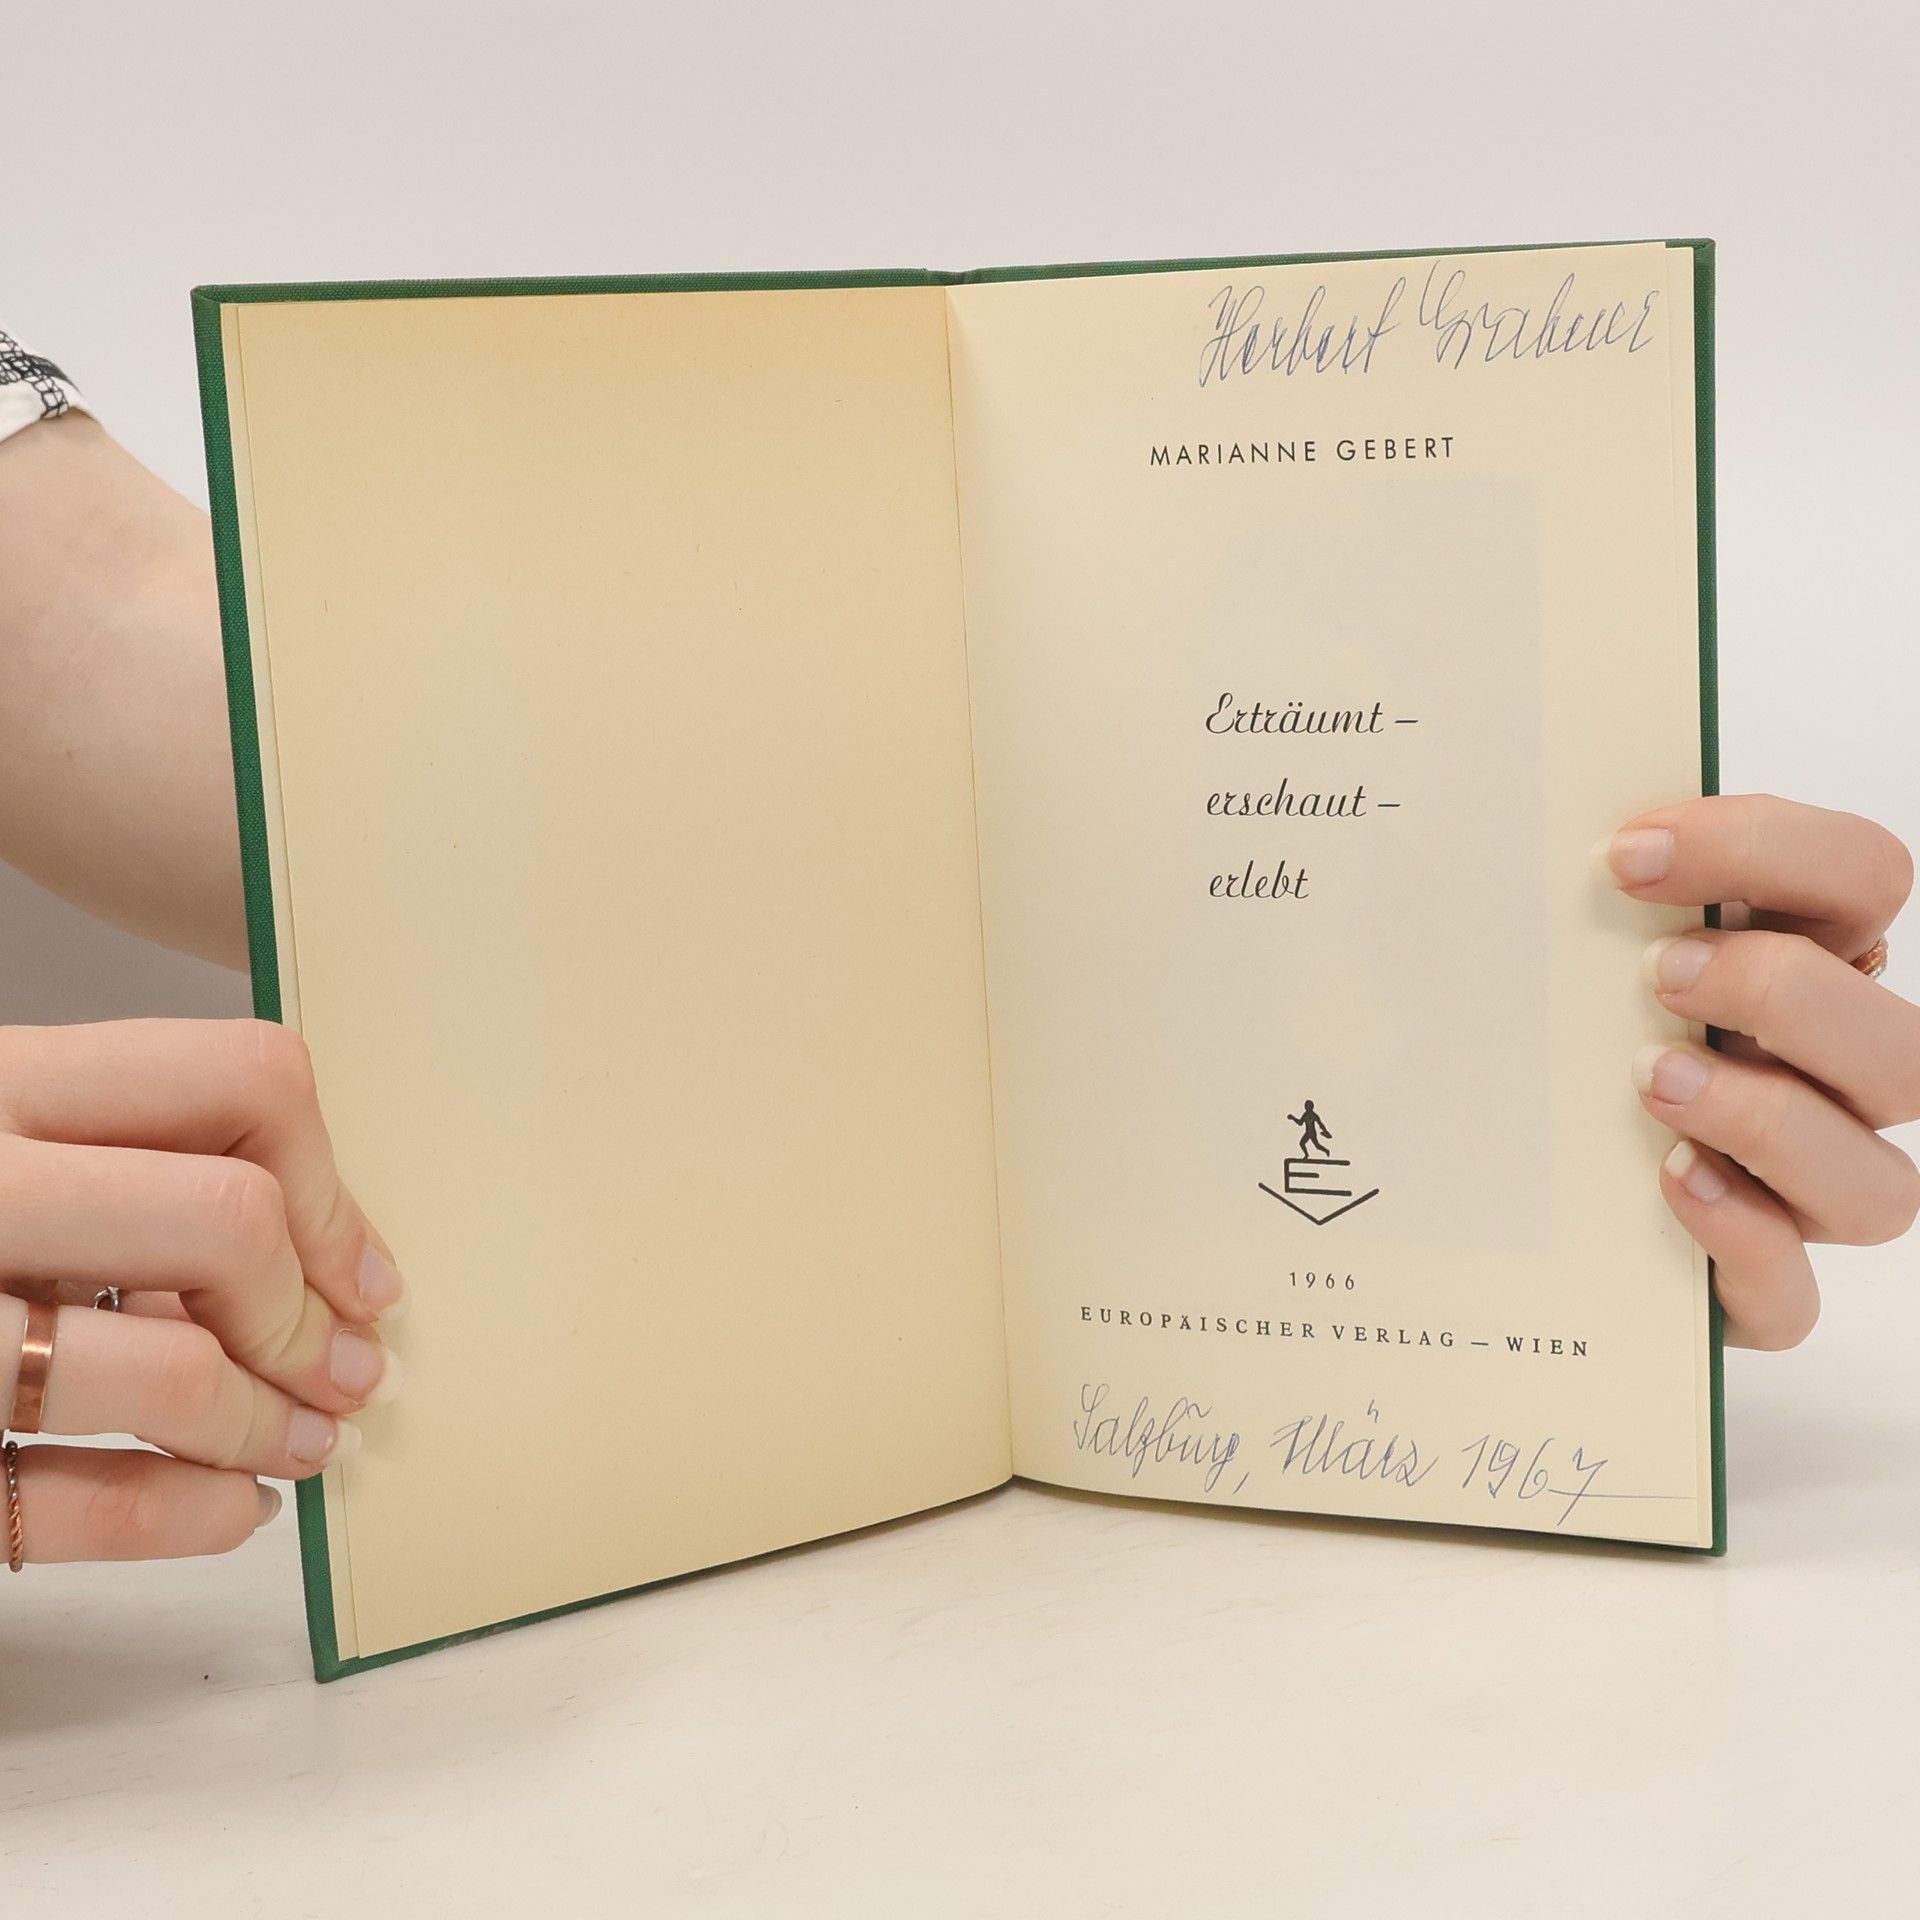 Herbert Grabner
MARIANNE GEBERT
Erträumt –
erschaut –
erlebt
E
1966
EUROPÄISCHER VERLAG – WIEN
Salzburg, März 1967